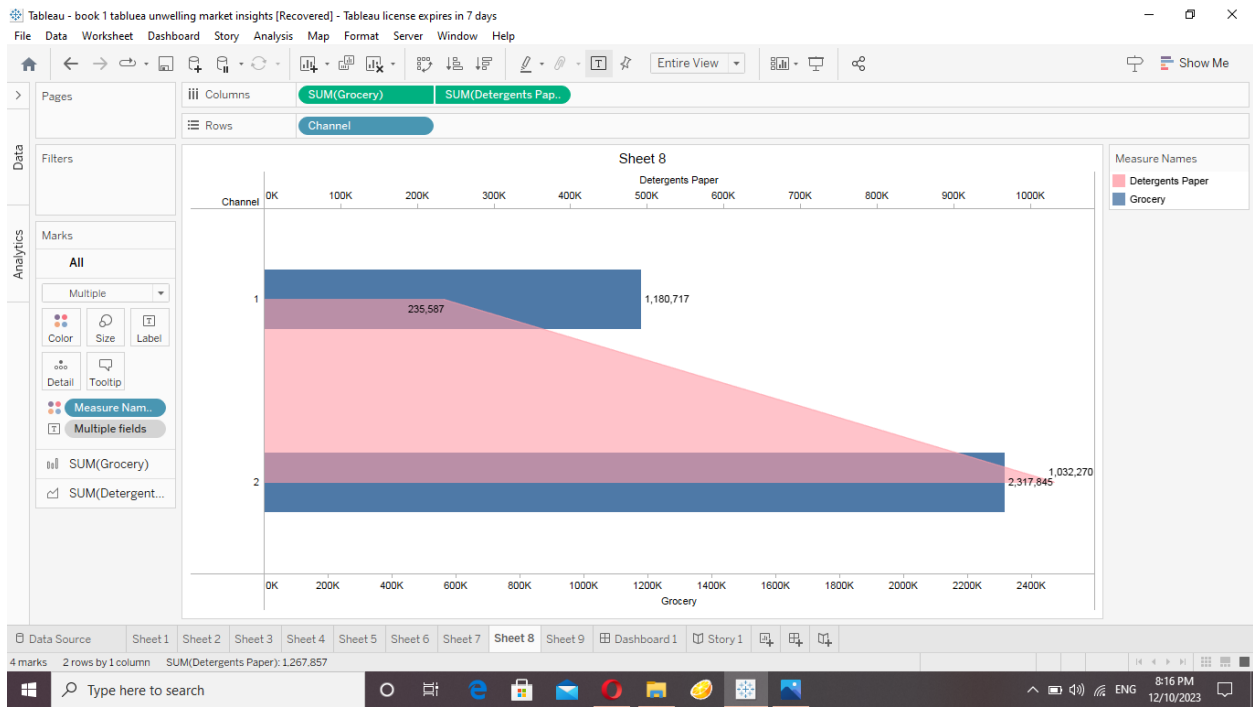 Tableau - book 1 tabluea unwelling market insights [Recovered] - Tableau license expires in 7 days
File Data Worksheet Dashboard Story Analysis Map Format Server Window Help
Entire View
Show Me
Pages
Columns
SUM(Grocery)
SUM(Detergents Pap..
Rows
Channel
Data
Analytics
Filters
Marks
All
Multiple
Color Size Label
Detail Tooltip
Measure Nam..
Multiple fields
SUM(Grocery)
SUM(Detergent...
Sheet 8
Detergents Paper
Channel
0K 100K 200K 300K 400K 500K 600K 700K 800K 900K 1000K
1
235,587
1,180,717
2
1,032,270
2,317,845
0K 200K 400K 600K 800K 1000K 1200K 1400K 1600K 1800K 2000K 2200K 2400K
Grocery
Measure Names
Detergents Paper
Grocery
Data Source Sheet 1 Sheet 2 Sheet 3 Sheet 4 Sheet 5 Sheet 6 Sheet 7 Sheet 8 Sheet 9 Dashboard 1 Story 1
4 marks 2 rows by 1 column SUM(Detergents Paper): 1,267,857
Type here to search
ENG
8:16 PM
12/10/2023